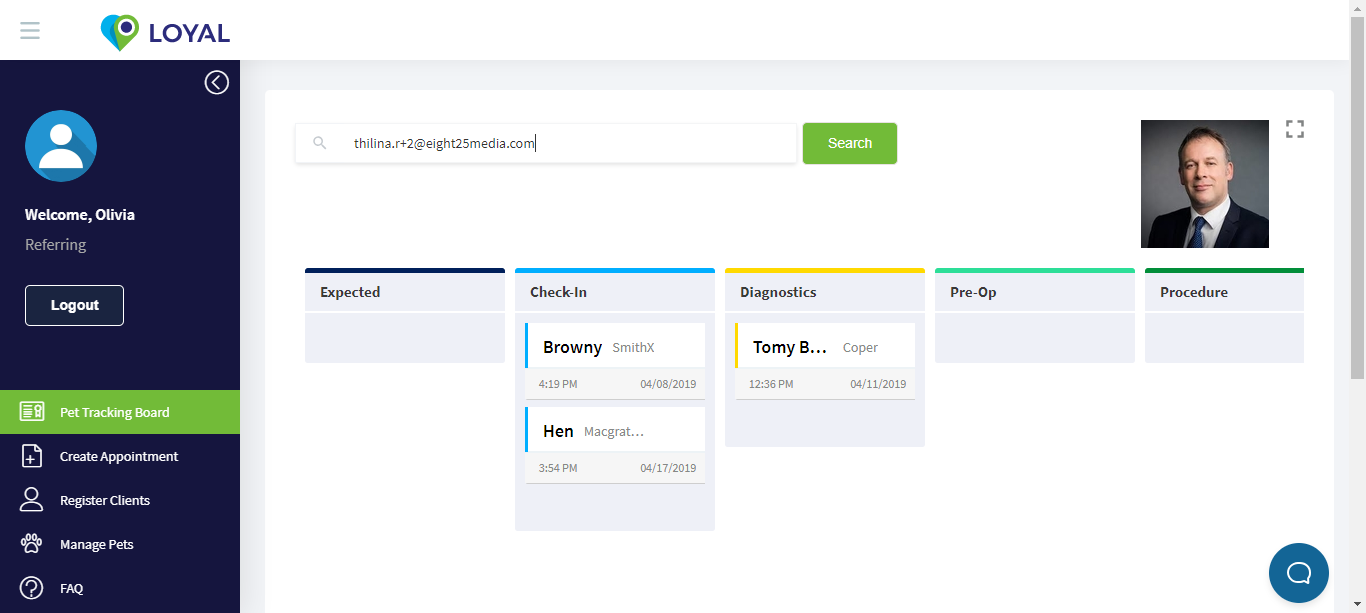 LOYAL
thilina.r+2@eight25media.com
Search
Welcome, Olivia
Referring
Logout
Pet Tracking Board
Create Appointment
Register Clients
Manage Pets
FAQ
Expected
Check-In
Browny SmithX
4:19 PM 04/08/2019
Hen Macgrat...
3:54 PM 04/17/2019
Diagnostics
Tomy B... Coper
12:36 PM 04/11/2019
Pre-Op
Procedure